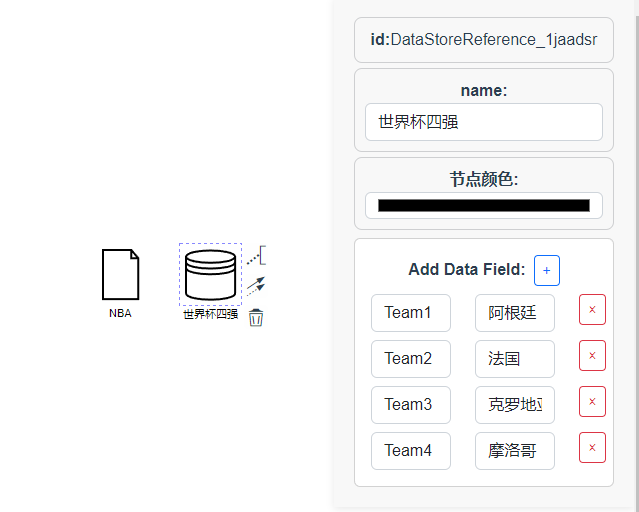 id:DataStoreReference_1jaadsr
name:
世界杯四强
节点颜色:
Add Data Field: +
Team1 阿根廷 x
Team2 法国 x
Team3 克罗地 x
Team4 摩洛哥 x
NBA
世界杯四强